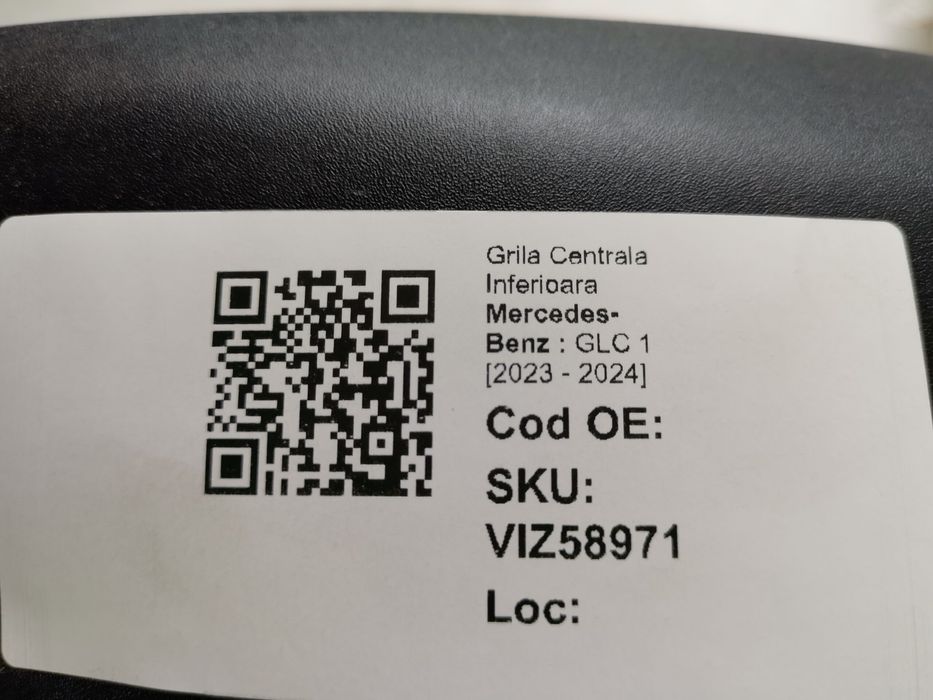 Grila Centrala
Inferioara
Mercedes-
Benz : GLC 1
[2023 - 2024]
Cod OE:
SKU:
VIZ58971
Loc: